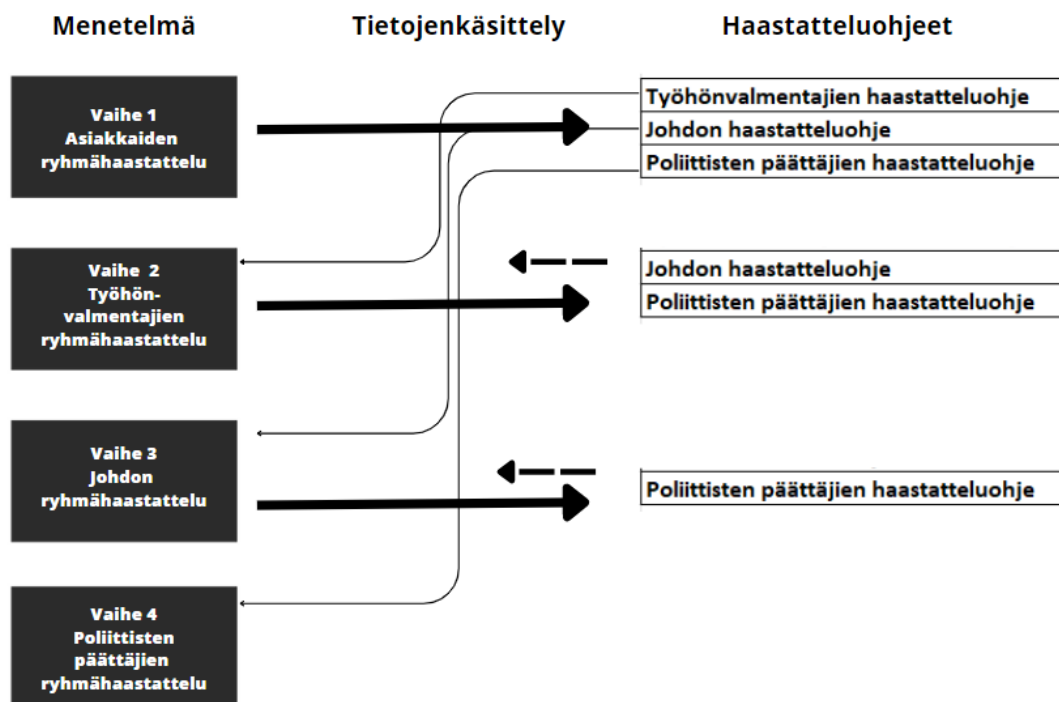 Menetelmä
Tietojenkäsittely
Haastatteluohjeet
Vaihe 1
Asiakkaiden
ryhmähaastattelu
Työhönvalmentajien haastatteluohje
Johdon haastatteluohje
Poliittisten päättäjien haastatteluohje
Vaihe 2
Työhön-
valmentajien
ryhmähaastattelu
Johdon haastatteluohje
Poliittisten päättäjien haastatteluohje
Vaihe 3
Johdon
ryhmähaastattelu
Poliittisten päättäjien haastatteluohje
Vaihe 4
Poliittisten
päättäjien
ryhmähaastattelu